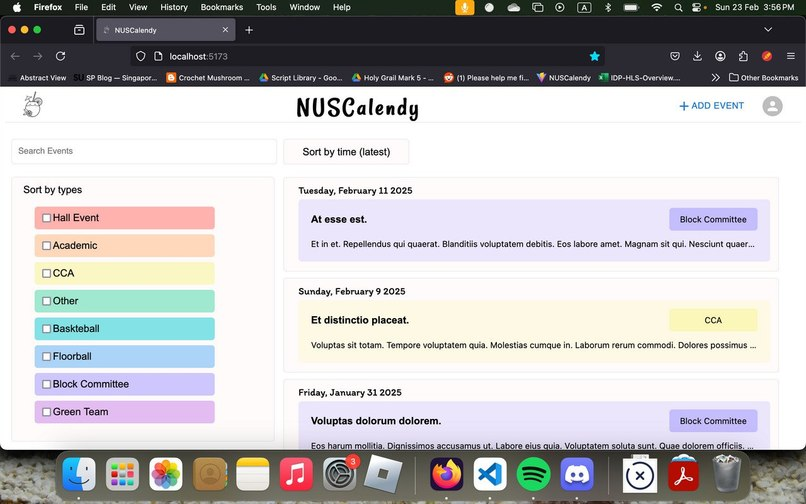 Firefox File Edit View History Bookmarks Tools Window Help A Sun 23 Feb 3:56 PM
NUSCalendy
localhost:5173
Abstract View SU SP Blog — Singapor... Crochet Mushroom ... Script Library - Goo... Holy Grail Mark 5 - ... (1) Please help me fi... NUSCalendy IDP-HLS-Overview.... Other Bookmarks
NUSCalendy
+ ADD EVENT
Search Events
Sort by time (latest)
Sort by types
Hall Event
Academic
CCA
Other
Baskteball
Floorball
Block Committee
Green Team
Tuesday, February 11 2025
At esse est.
Block Committee
Et in et. Repellendus qui quaerat. Blanditiis voluptatem debitis. Eos labore amet. Magnam sit qui. Nesciunt quaer...
Sunday, February 9 2025
Et distinctio placeat.
CCA
Voluptas sit totam. Tempore voluptatem quia. Molestias cumque in. Laborum rerum commodi. Dolores possimus ...
Friday, January 31 2025
Voluptas dolorum dolorem.
Block Committee
Eos harum mollitia. Dignissimos accusamus ut. Labore eius quia. Voluptatem soluta sunt. Quae dolorem officiis. ...
3